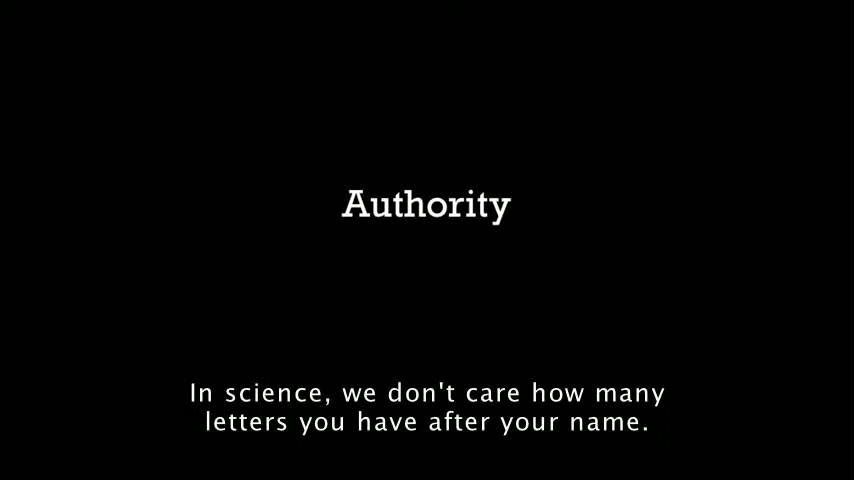 Authority
In science, we don't care how many
letters you have after your name.